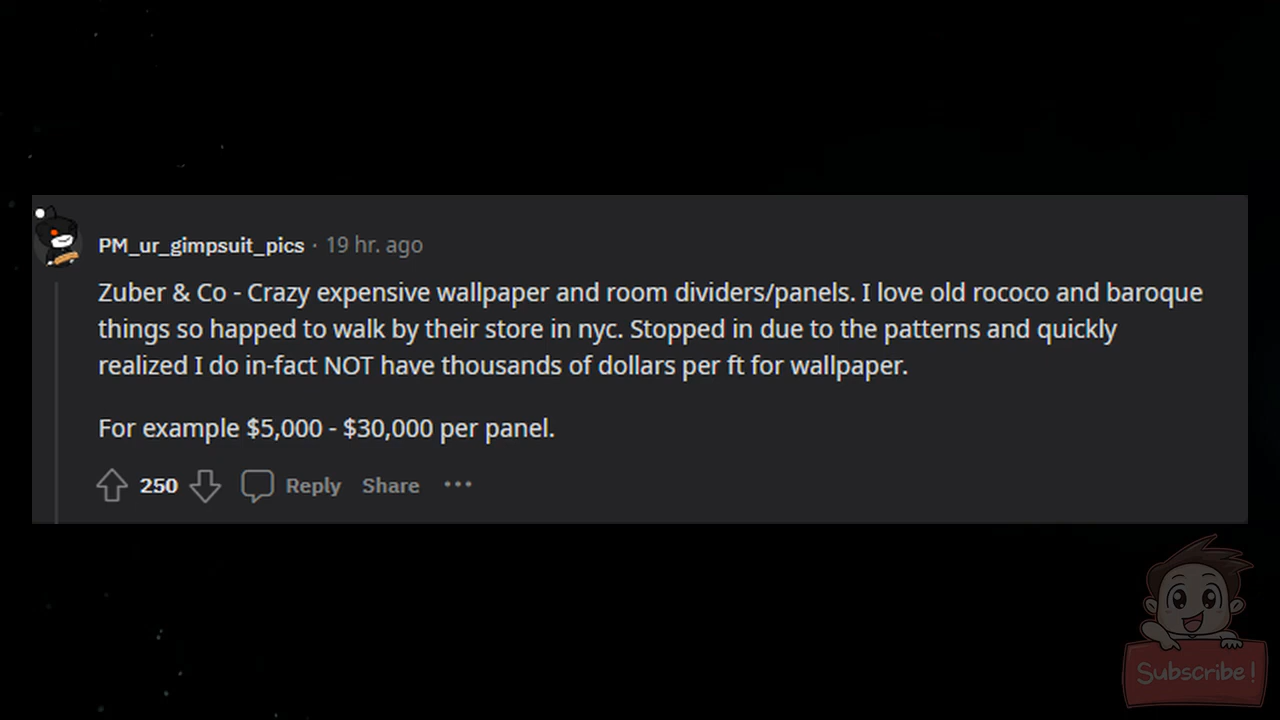 PM_ur_gimpsuit_pics · 19 hr. ago
Zuber & Co - Crazy expensive wallpaper and room dividers/panels. I love old rococo and baroque
things so happed to walk by their store in nyc. Stopped in due to the patterns and quickly
realized I do in-fact NOT have thousands of dollars per ft for wallpaper.
For example $5,000 - $30,000 per panel.
250 Reply Share ···
Subscribe!